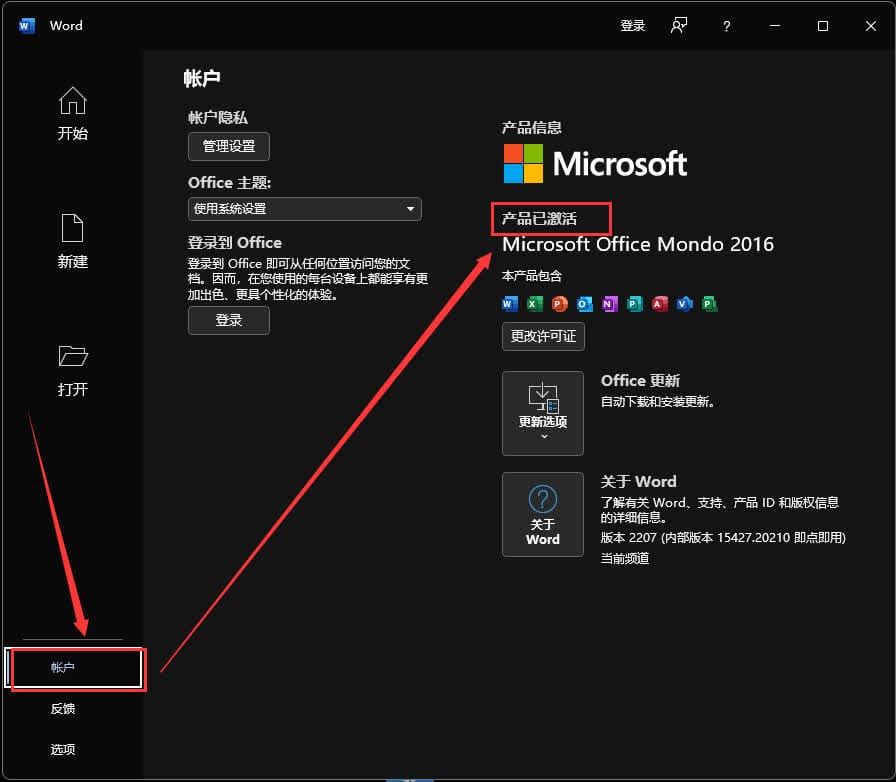 Word
登录
?
开始
新建
打开
帐户
反馈
选项
帐户
帐户隐私
管理设置
Office 主题:
使用系统设置
登录到 Office
登录到 Office 即可从任何位置访问您的文
档。因而，在您使用的每台设备上都能享有更
加出色、更具个性化的体验。
登录
产品信息
Microsoft
产品已激活
Microsoft Office Mondo 2016
本产品包含
W X P O N P A V P
更改许可证
更新选项
Office 更新
自动下载和安装更新。
?
关于
Word
关于 Word
了解有关 Word、支持、产品 ID 和版权信息
的详细信息。
版本 2207 (内部版本 15427.20210 即点即用)
当前频道